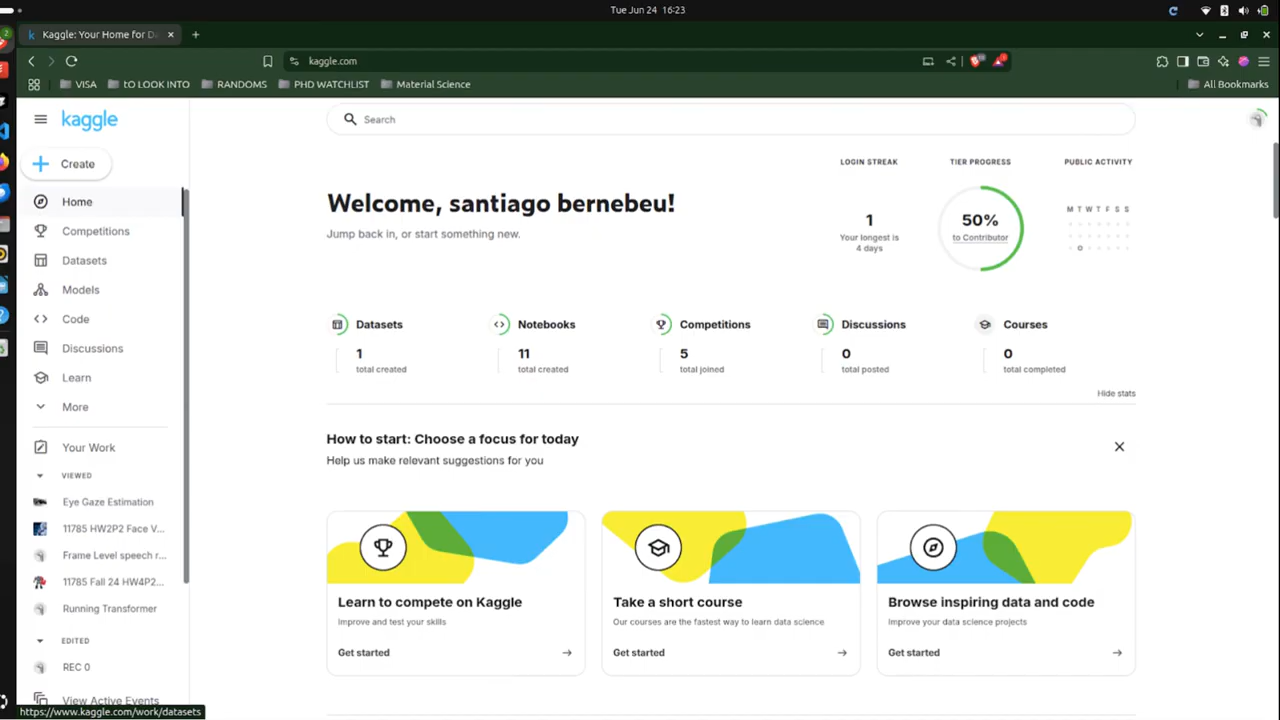 Tue Jun 24 16:23
2
Kaggle: Your Home for Da
kaggle.com
VISA
tO LOOK INTO
RANDOMS
PHD WATCHLIST
Material Science
All Bookmarks
kaggle
Search
Create
Home
Competitions
Datasets
Models
Code
Discussions
Learn
More
Your Work
VIEWED
Eye Gaze Estimation
11785 HW2P2 Face V...
Frame Level speech r...
11785 Fall 24 HW4P2...
Running Transformer
EDITED
REC 0
View Active Events
https://www.kaggle.com/work/datasets
Welcome, santiago bernebeu!
Jump back in, or start something new.
LOGIN STREAK
1
Your longest is
4 days
TIER PROGRESS
50%
to Contributor
PUBLIC ACTIVITY
M T W T F S S
Datasets
1
total created
Notebooks
11
total created
Competitions
5
total joined
Discussions
0
total posted
Courses
0
total completed
Hide stats
How to start: Choose a focus for today
Help us make relevant suggestions for you
Learn to compete on Kaggle
Improve and test your skills
Get started
Take a short course
Our courses are the fastest way to learn data science
Get started
Browse inspiring data and code
Improve your data science projects
Get started